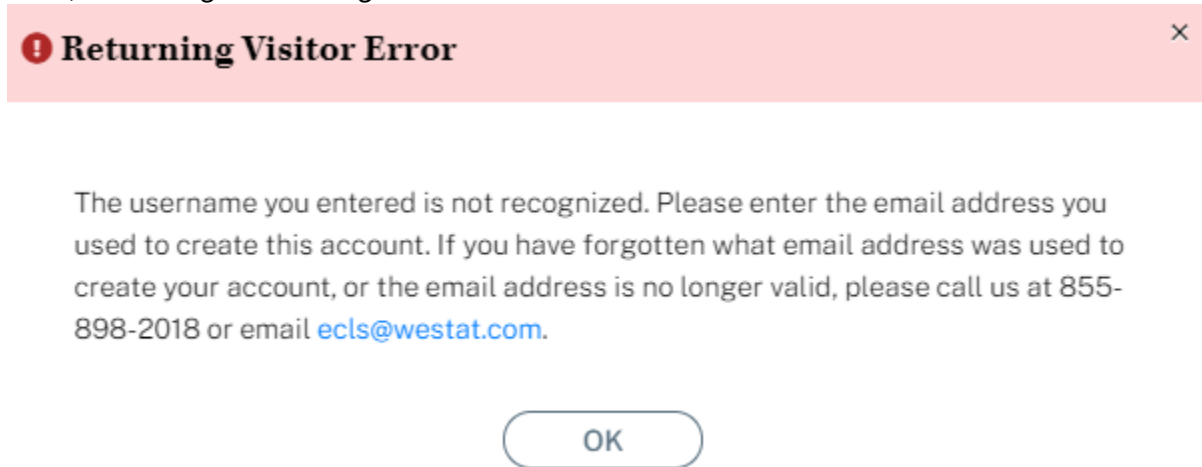 Returning Visitor Error
The username you entered is not recognized. Please enter the email address you
used to create this account. If you have forgotten what email address was used to
create your account, or the email address is no longer valid, please call us at 855-
898-2018 or email ecls@westat.com.
OK